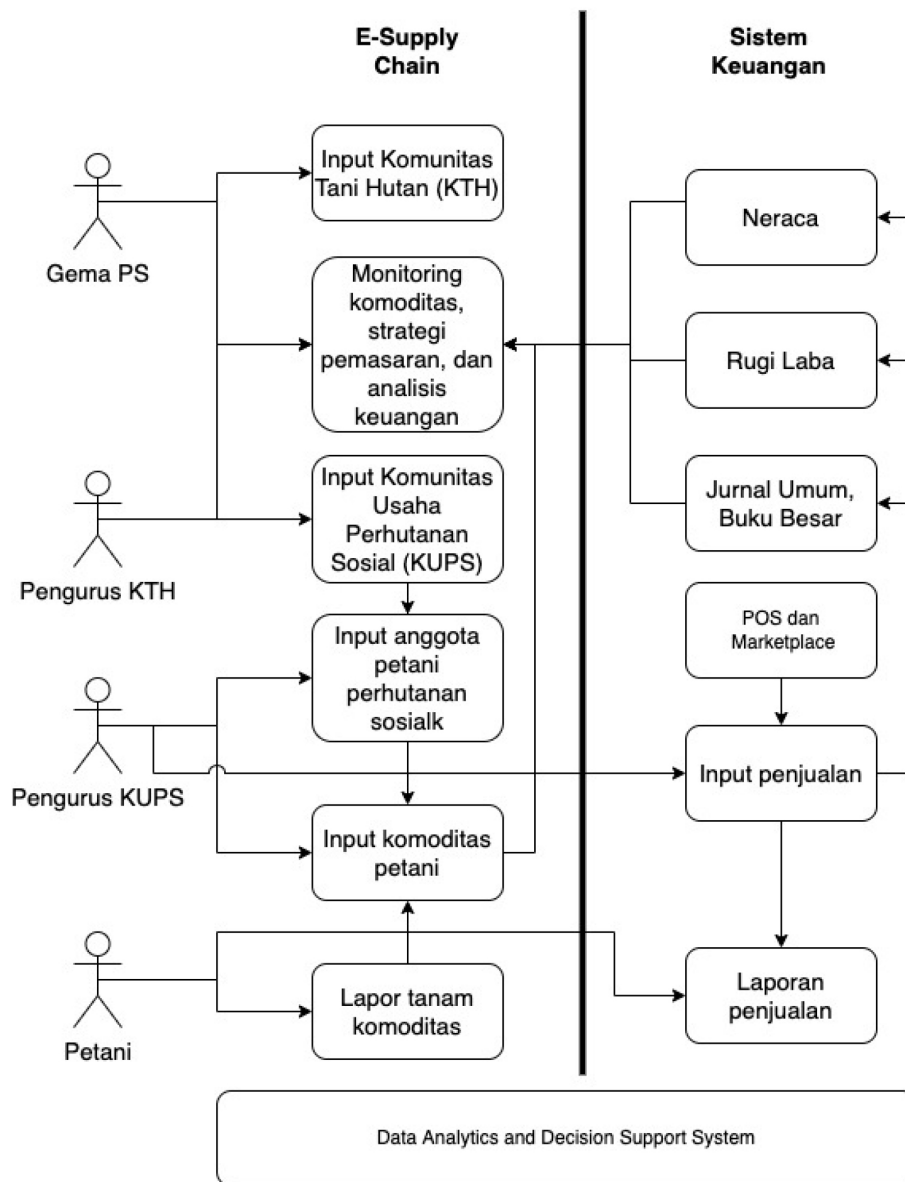 E-Supply
Chain
Sistem
Keuangan
Input Komunitas
Tani Hutan (KTH)
Gema PS
Neraca
Monitoring
komoditas,
strategi
pemasaran, dan
analisis
keuangan
Rugi Laba
Pengurus KTH
Input Komunitas
Usaha
Perhutanan
Sosial (KUPS)
Jurnal Umum,
Buku Besar
Input anggota
petani
perhutanan
sosialk
POS dan
Marketplace
Pengurus KUPS
Input penjualan
Input komoditas
petani
Petani
Lapor tanam
komoditas
Laporan
penjualan
Data Analytics and Decision Support System